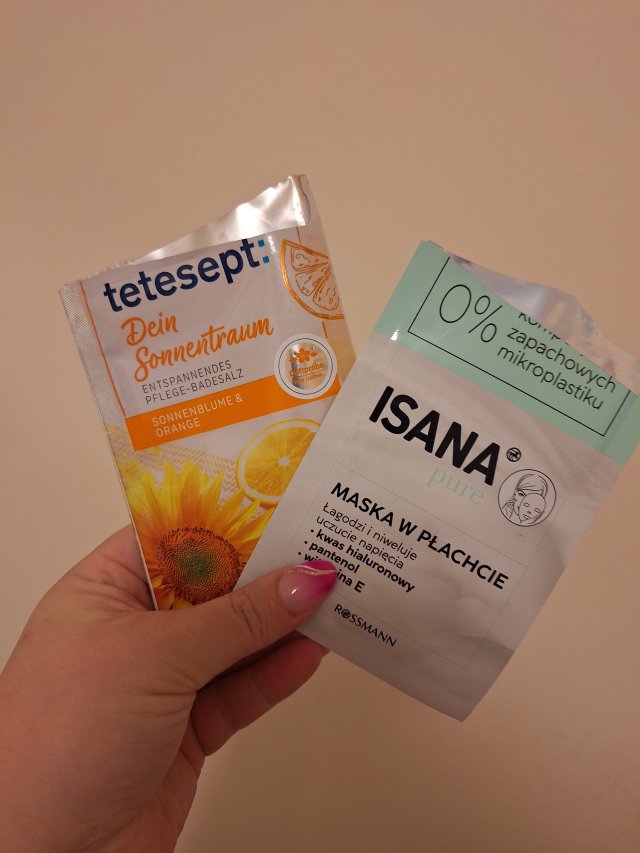 tetesept:
Dein
Sonnentraum
ENTSPANNENDES
PFLEGE-BADESALZ
SONNENBLUME &
ORANGE
Duftprobe
0%
zapachowych
mikroplastiku
ISANA
pure
MASKA W PŁACHCIE
Łagodzi i niweluje
uczucie napięcia
• kwas hialuronowy
• pantenol
E
ROSSMANN